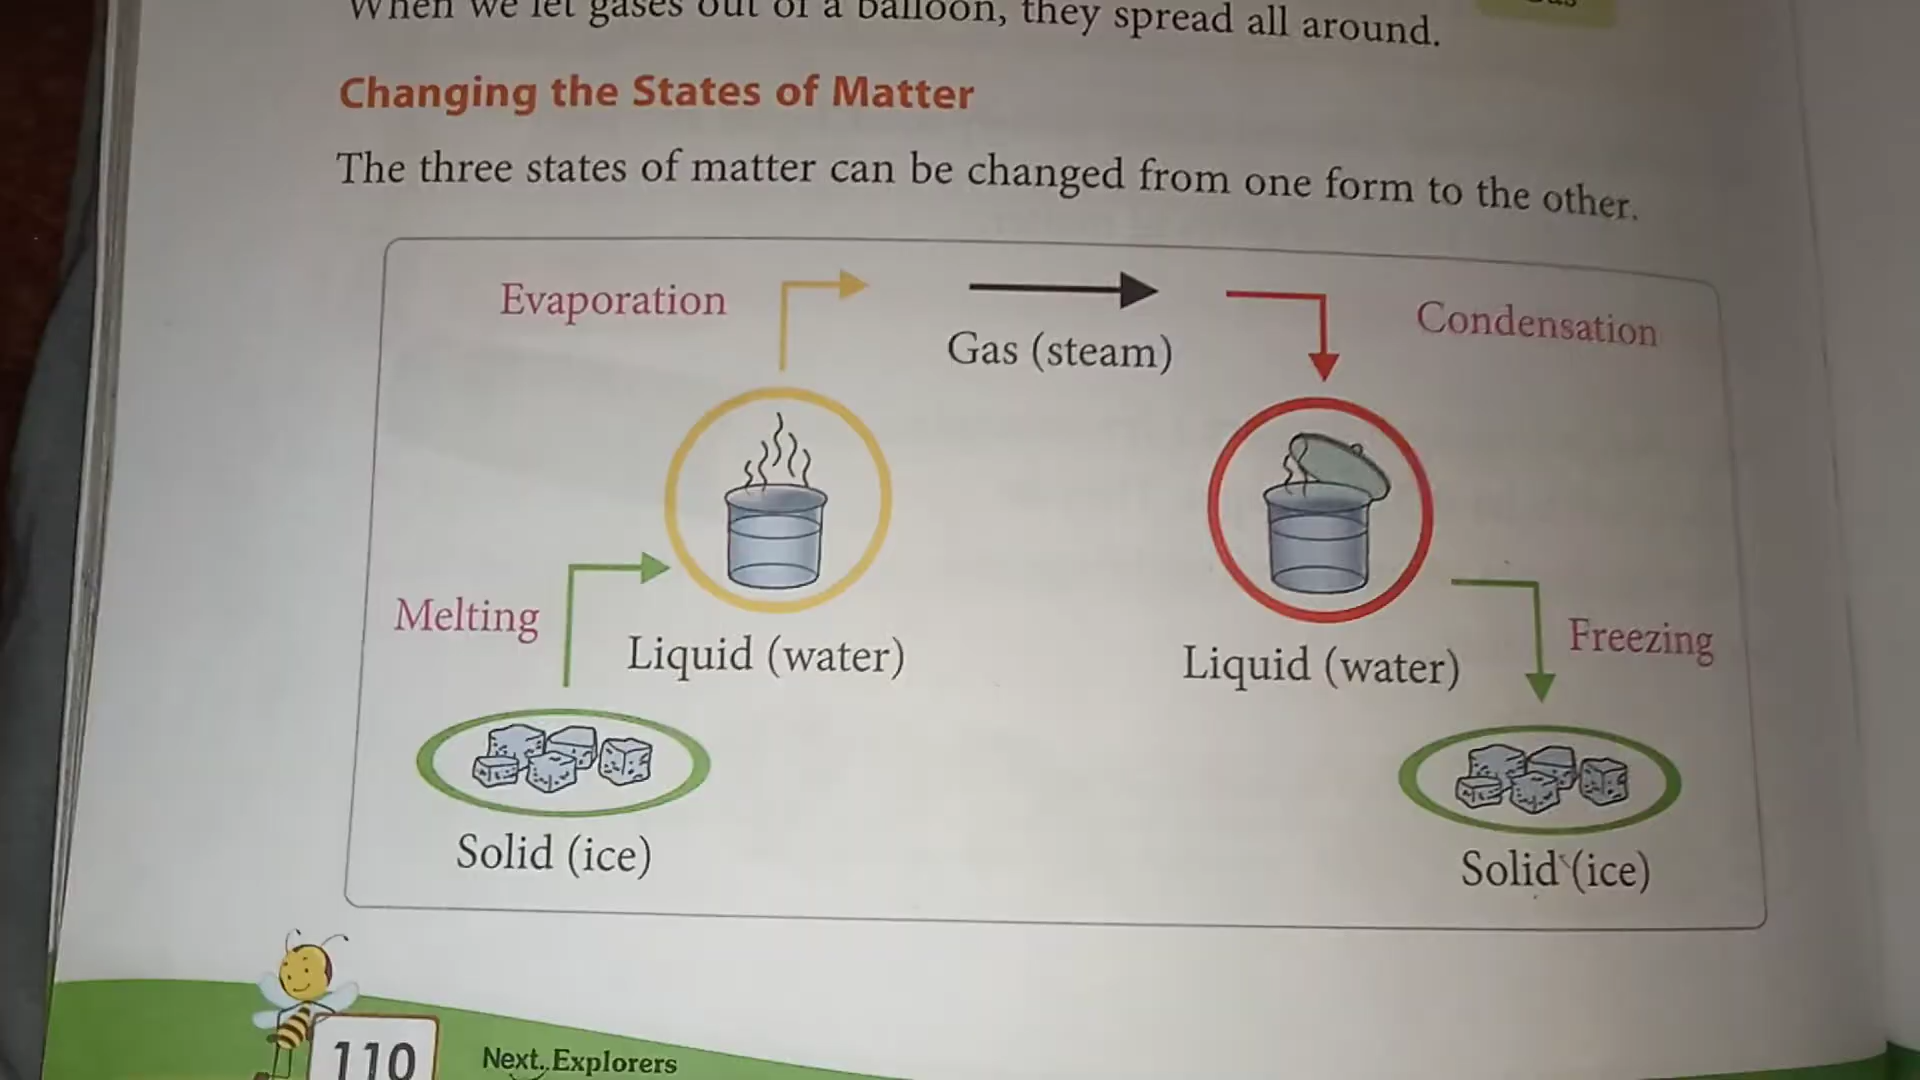 When we let gases out of a balloon, they spread all around.
Changing the States of Matter
The three states of matter can be changed from one form to the other.
Evaporation
Gas (steam)
Condensation
Melting
Liquid (water)
Liquid (water)
Freezing
Solid (ice)
Solid (ice)
110
Next Explorers